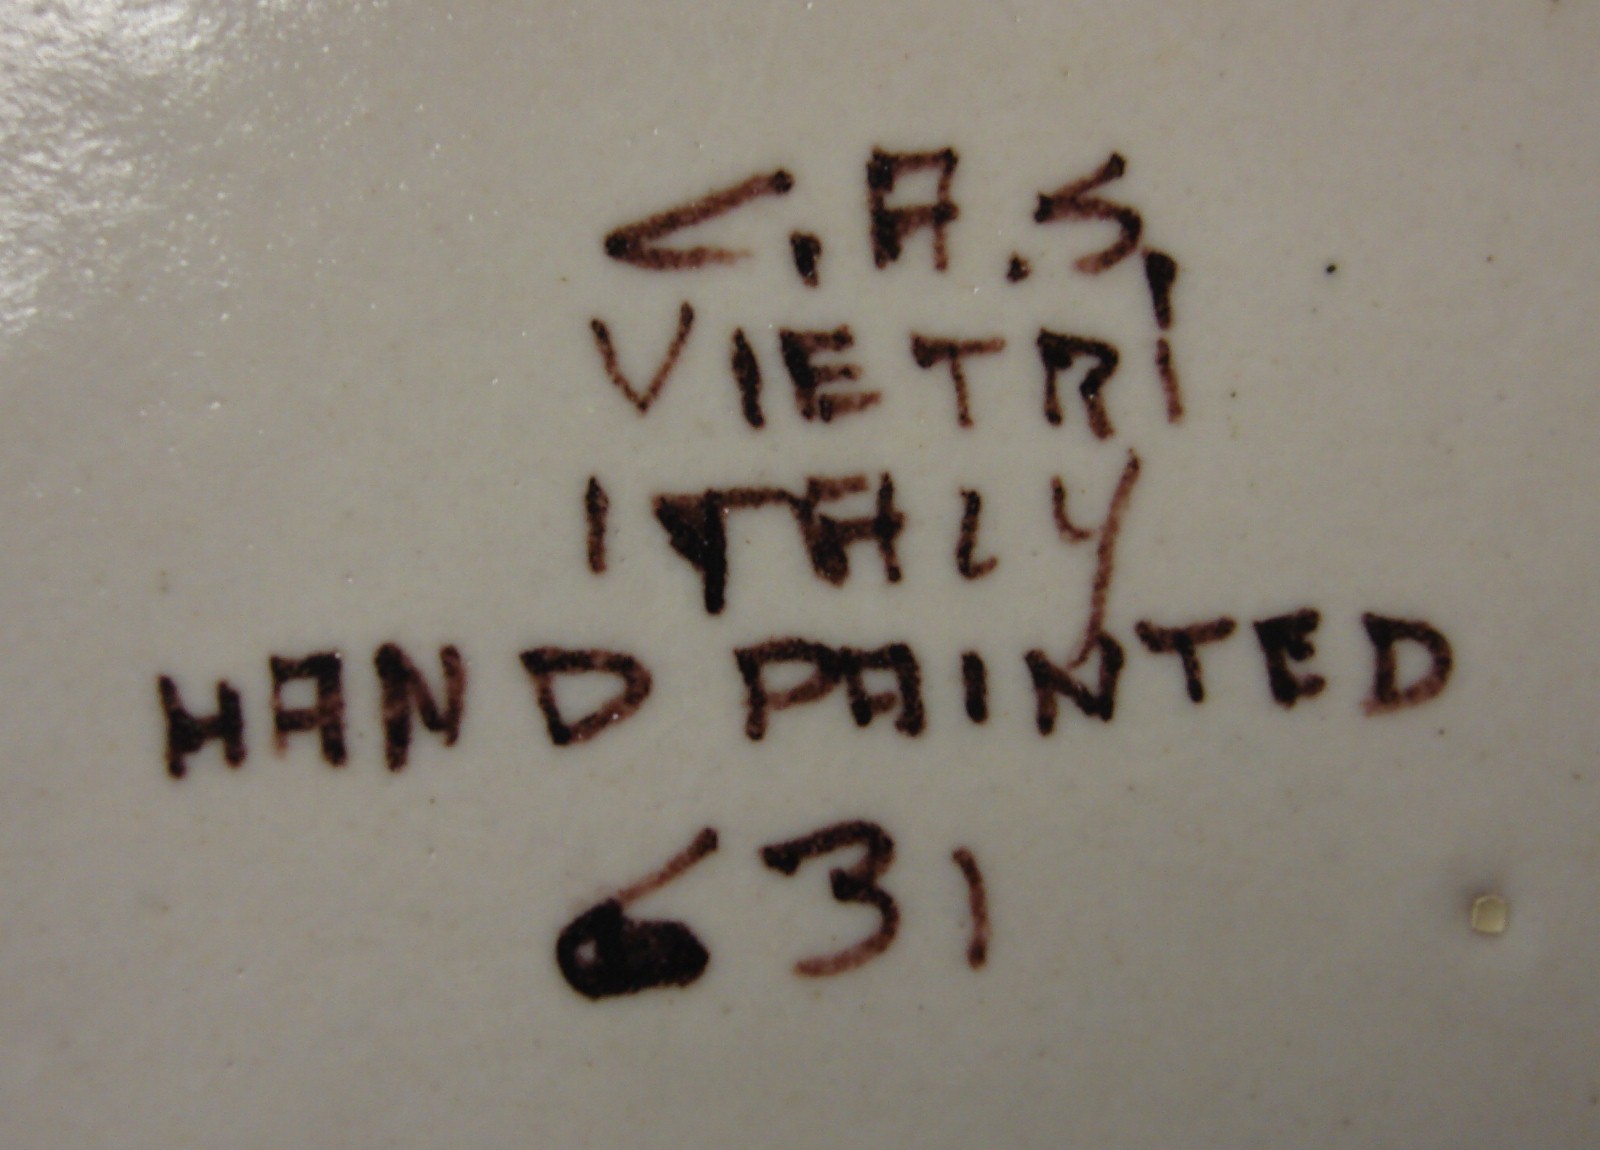 C.A.S.
VIETRI
ITALY
HAND PAINTED
631